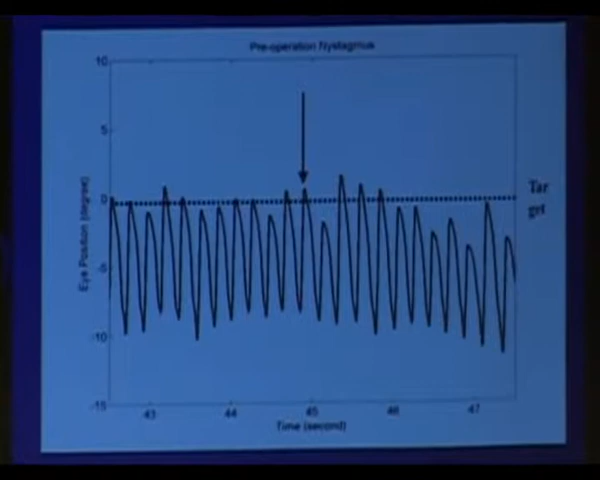 Pre-operation Nystagmus
10
5
0
-5
-10
-15
Eye Position (degree)
43
44
45
46
47
Time (second)
Tar
get